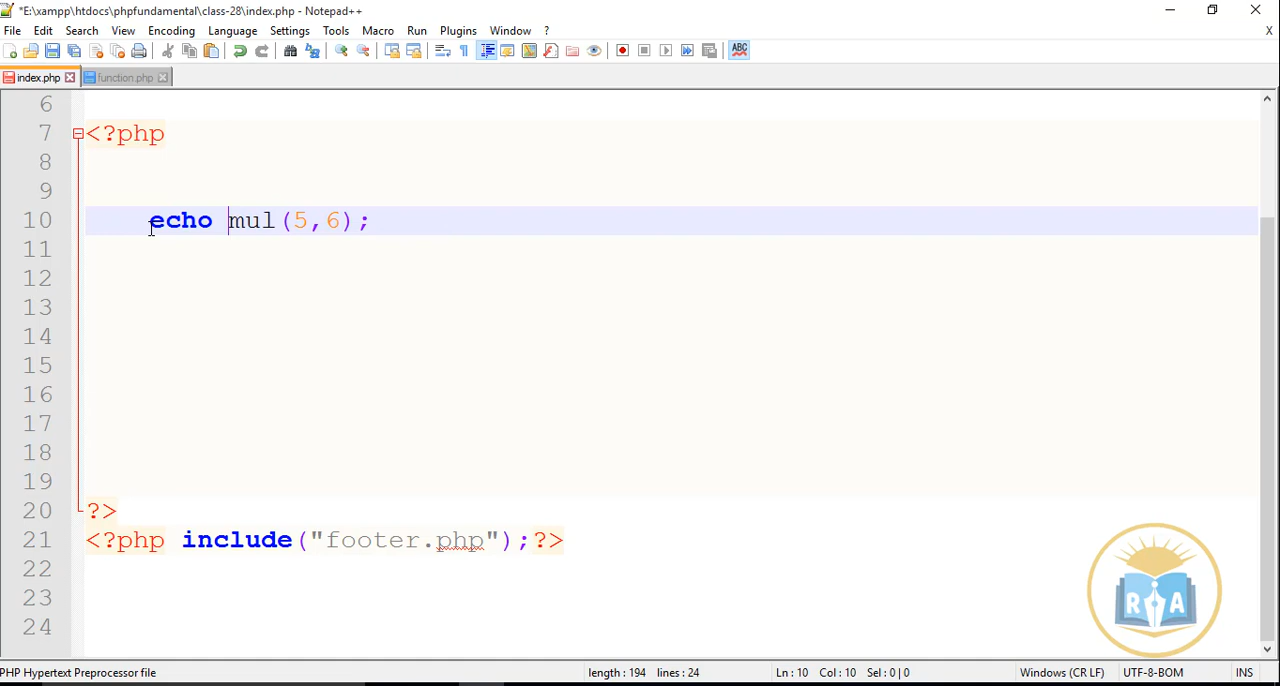 *E:\xampp\htdocs\phpfundamental\class-28\index.php - Notepad++
File Edit Search View Encoding Language Settings Tools Macro Run Plugins Window ?
X
ABC
index.php function.php
6
7 <?php
8
9
10 echo mul(5,6);
11
12
13
14
15
16
17
18
19
20 ?>
21 <?php include("footer.php");?>
22
23
24
R A
PHP Hypertext Preprocessor file length : 194 lines : 24 Ln : 10 Col : 10 Sel : 0 | 0 Windows (CR LF) UTF-8-BOM INS